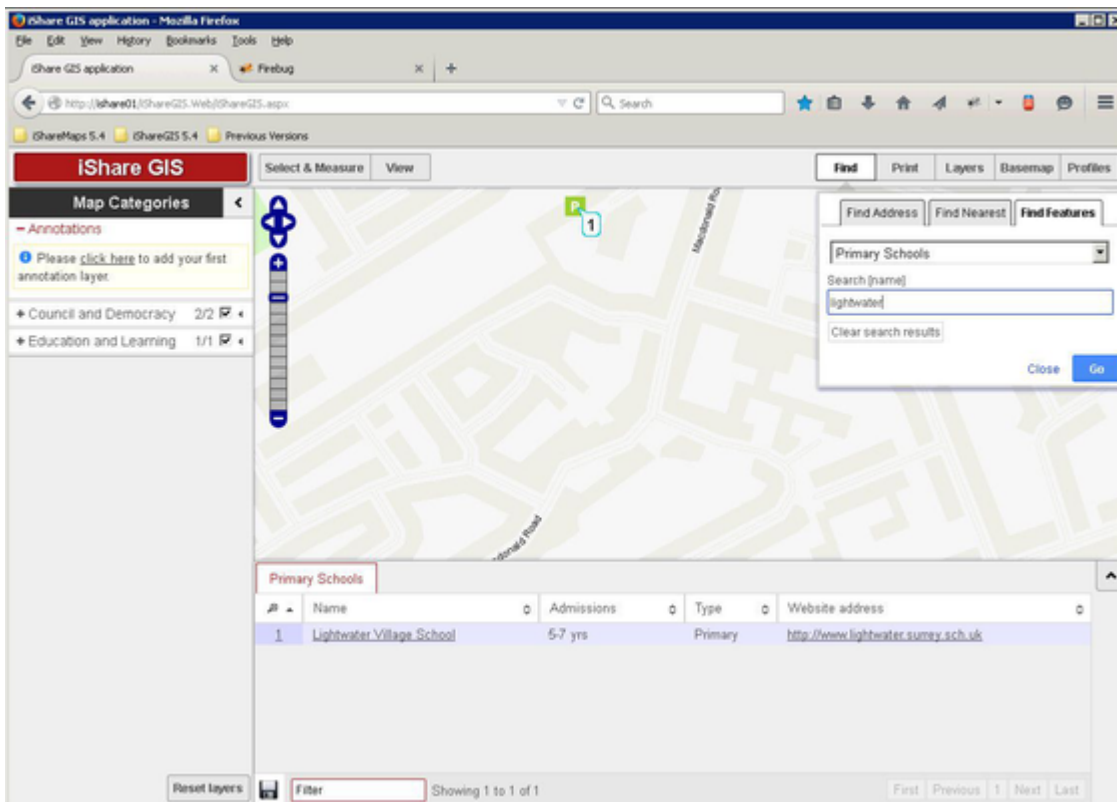 iShare GIS application - Mozilla Firefox
File Edit View History Bookmarks Tools Help
iShare GIS application
Firebug
http://ishare01/iShareGIS.Web/iShareGIS.aspx
Search
iShareMaps 5.4 iShareGIS 5.4 Previous Versions
iShare GIS
Select & Measure View
Find Print Layers Basemap Profiles
Map Categories
Annotations
Please click here to add your first
annotation layer.
Council and Democracy 2/2
Education and Learning 1/1
P
1
Macdonald Road
Find Address Find Nearest Find Features
Primary Schools
Search [name]
lightwater
Clear search results
Close Go
Primary Schools
Name Admissions Type Website address
1 Lightwater Village School 5-7 yrs Primary http://www.lightwater.surrey.sch.uk
Reset layers
Filter Showing 1 to 1 of 1
First Previous 1 Next Last